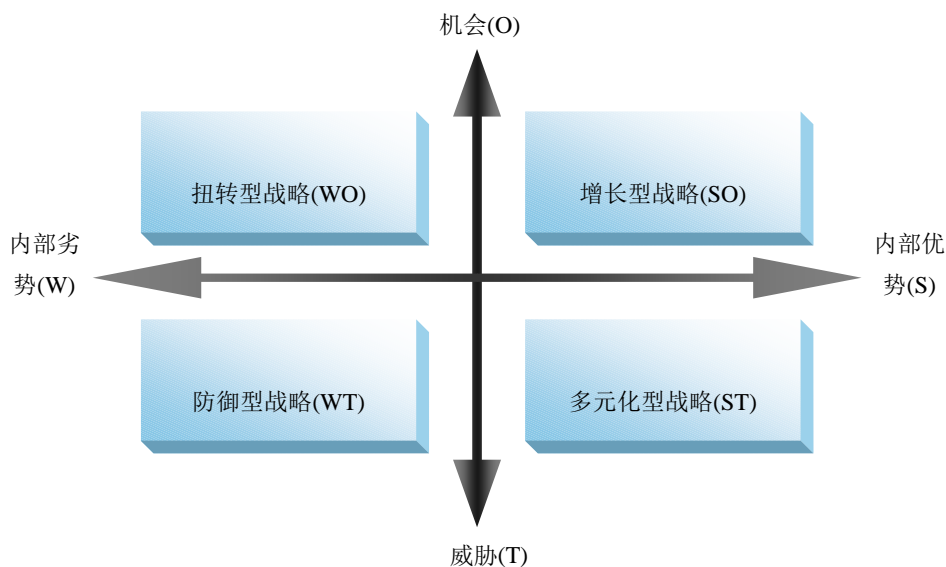 机会(O)
扭转型战略(WO)
增长型战略(SO)
内部劣
势(W)
内部优
势(S)
防御型战略(WT)
多元化型战略(ST)
威胁(T)